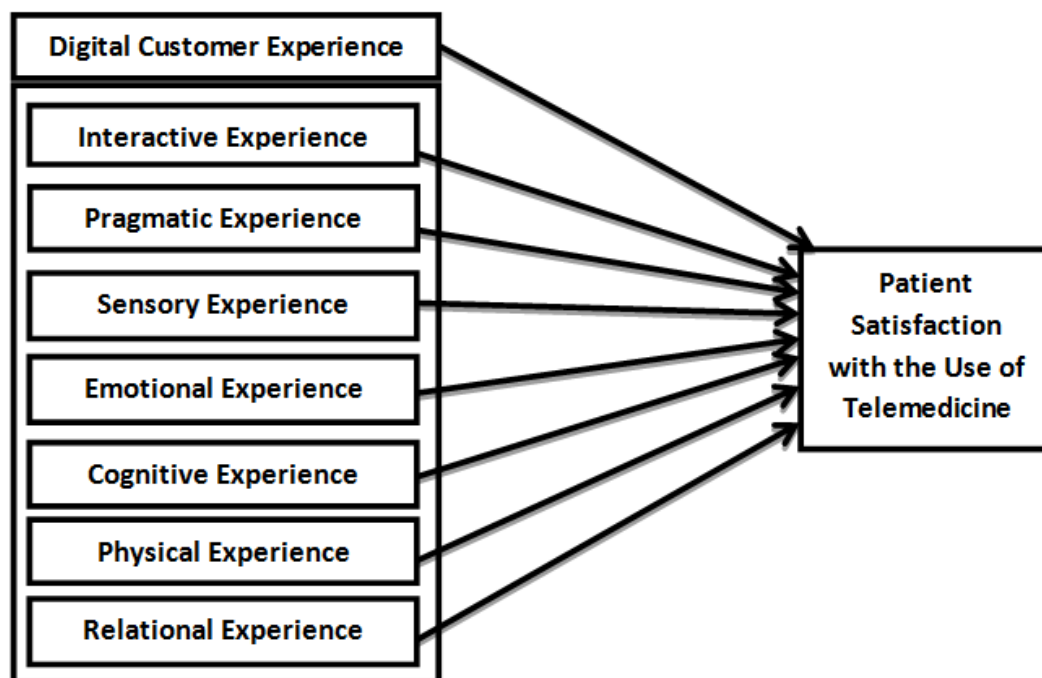 Digital Customer Experience
Interactive Experience
Pragmatic Experience
Sensory Experience
Emotional Experience
Cognitive Experience
Physical Experience
Relational Experience
Patient
Satisfaction
with the Use of
Telemedicine